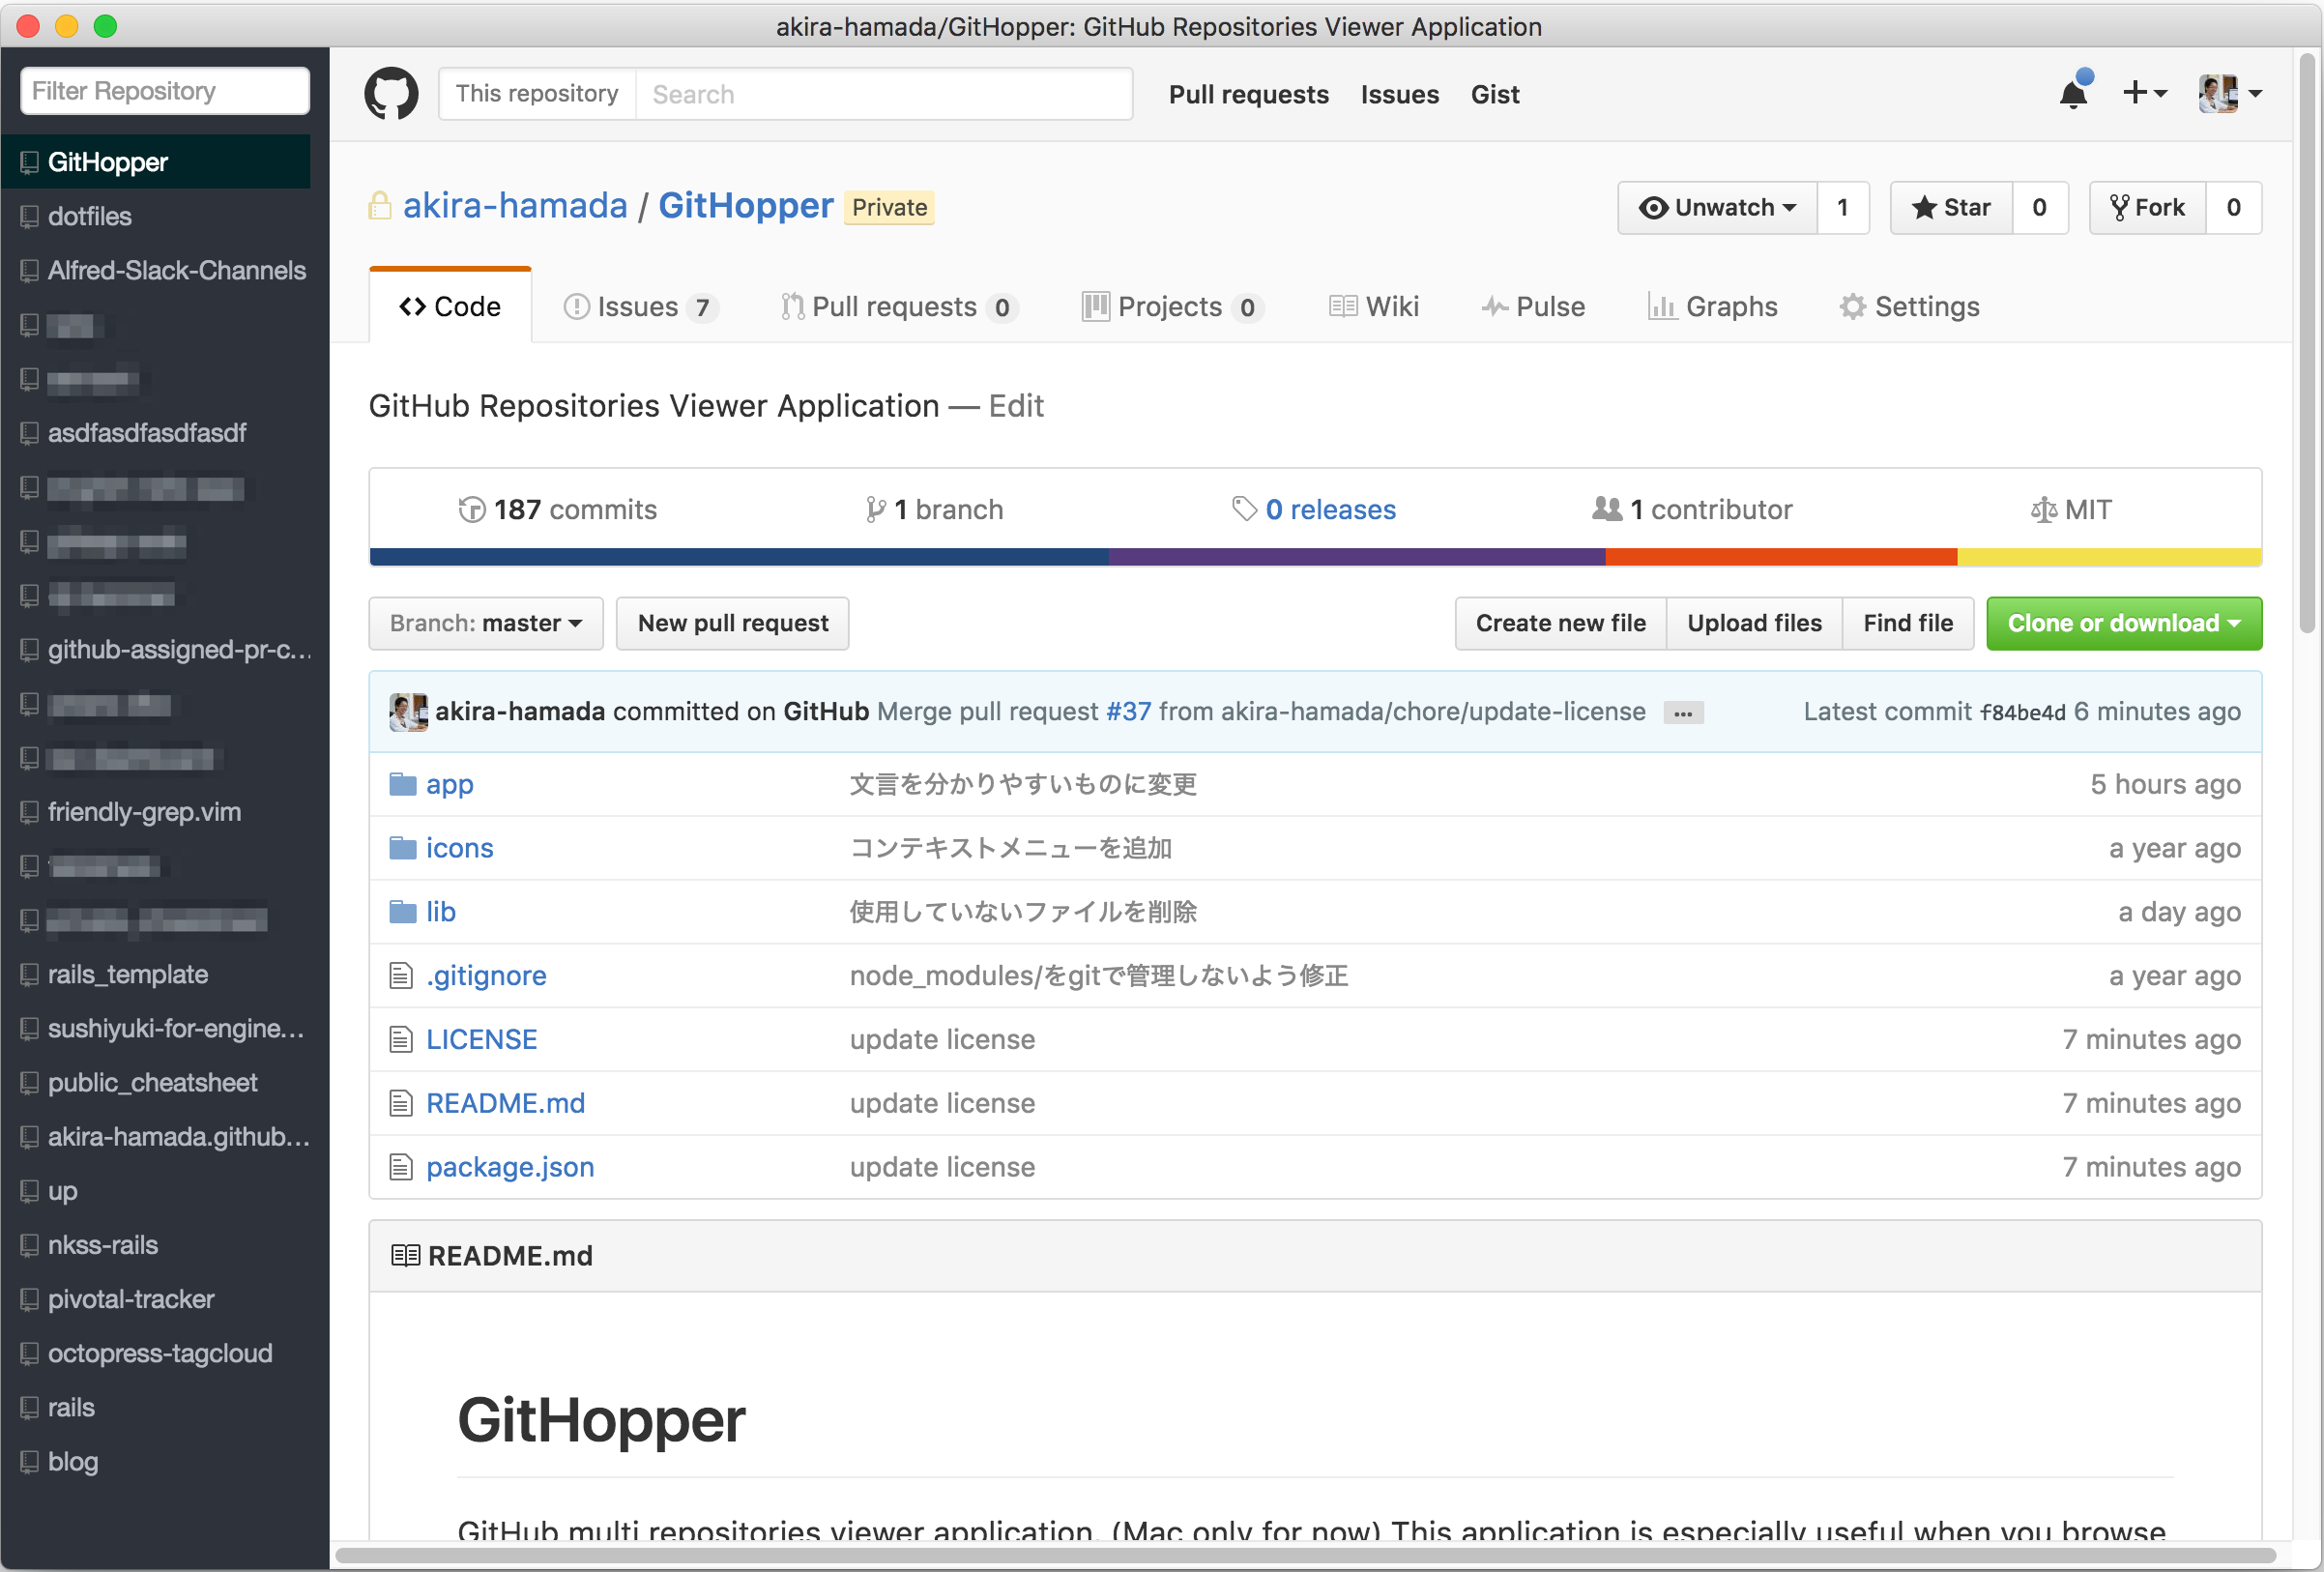 akira-hamada/GitHopper: GitHub Repositories Viewer Application
Filter Repository
GitHopper
dotfiles
Alfred-Slack-Channels
asdfasdfasdfasdf
github-assigned-pr-c...
friendly-grep.vim
rails_template
sushiyuki-for-engine...
public_cheatsheet
akira-hamada.github...
up
nkss-rails
pivotal-tracker
octopress-tagcloud
rails
blog
This repository Search Pull requests Issues Gist
akira-hamada / GitHopper Private Unwatch 1 Star 0 Fork 0
Code Issues 7 Pull requests 0 Projects 0 Wiki Pulse Graphs Settings
GitHub Repositories Viewer Application — Edit
187 commits 1 branch 0 releases 1 contributor MIT
Branch: master New pull request Create new file Upload files Find file Clone or download
akira-hamada committed on GitHub Merge pull request #37 from akira-hamada/chore/update-license ... Latest commit f84be4d 6 minutes ago
app 文言を分かりやすいものに変更 5 hours ago
icons コンテキストメニューを追加 a year ago
lib 使用していないファイルを削除 a day ago
.gitignore node_modules/をgitで管理しないよう修正 a year ago
LICENSE update license 7 minutes ago
README.md update license 7 minutes ago
package.json update license 7 minutes ago
README.md
GitHopper
GitHub multi repositories viewer application. (Mac only for now) This application is especially useful when you browse